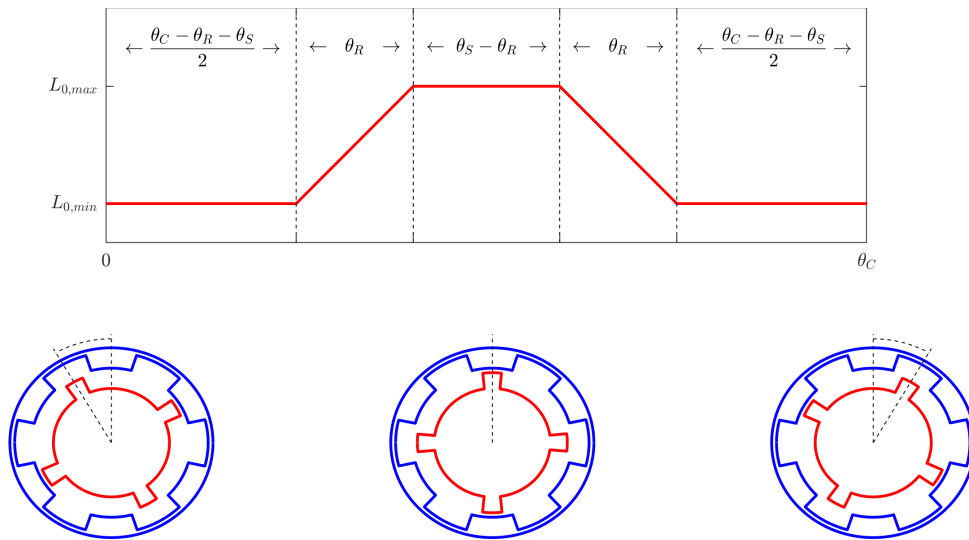 ← (θ_C − θ_R − θ_S)/2 → ← θ_R → ← θ_S − θ_R → ← θ_R → ← (θ_C − θ_R − θ_S)/2 →
L_{0,max}
L_{0,min}
0 θ_C